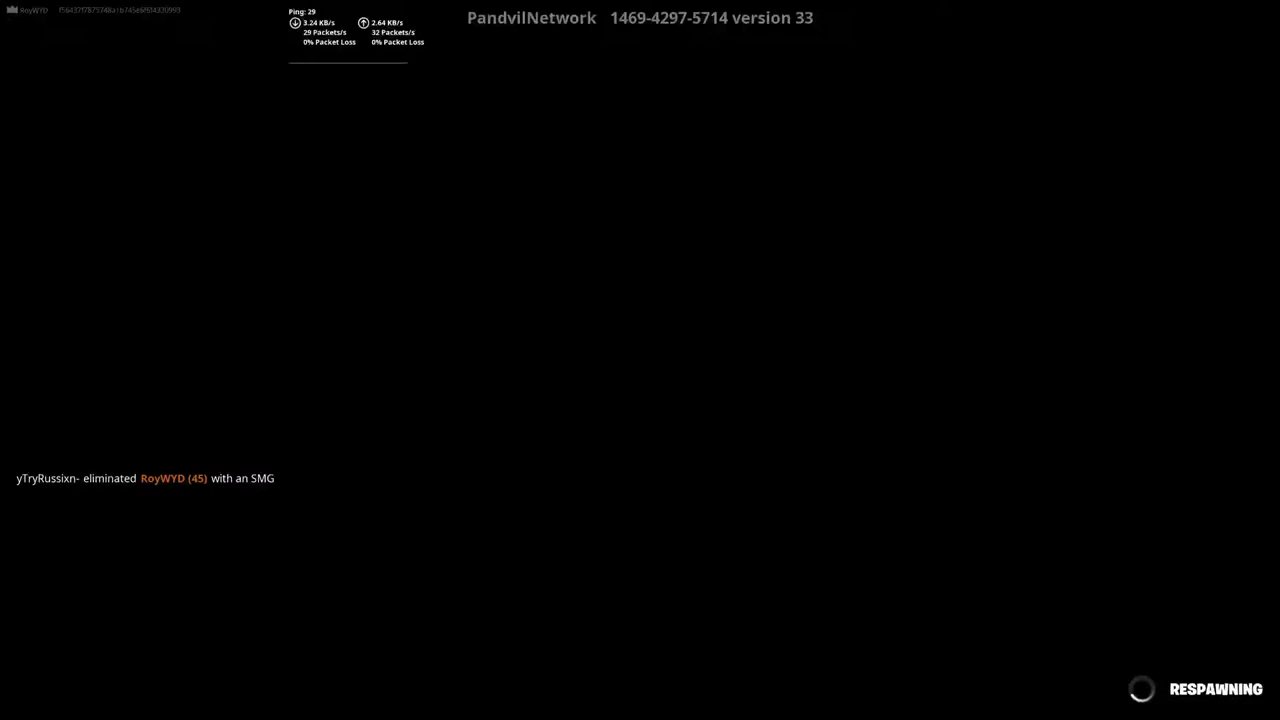 RoyWYD
Ping: 29
3.24 KB/s 2.64 KB/s
29 Packets/s 32 Packets/s
0% Packet Loss 0% Packet Loss
PandvilNetwork 1469-4297-5714 version 33
yTryRussixn- eliminated RoyWYD (45) with an SMG
RESPAWNING